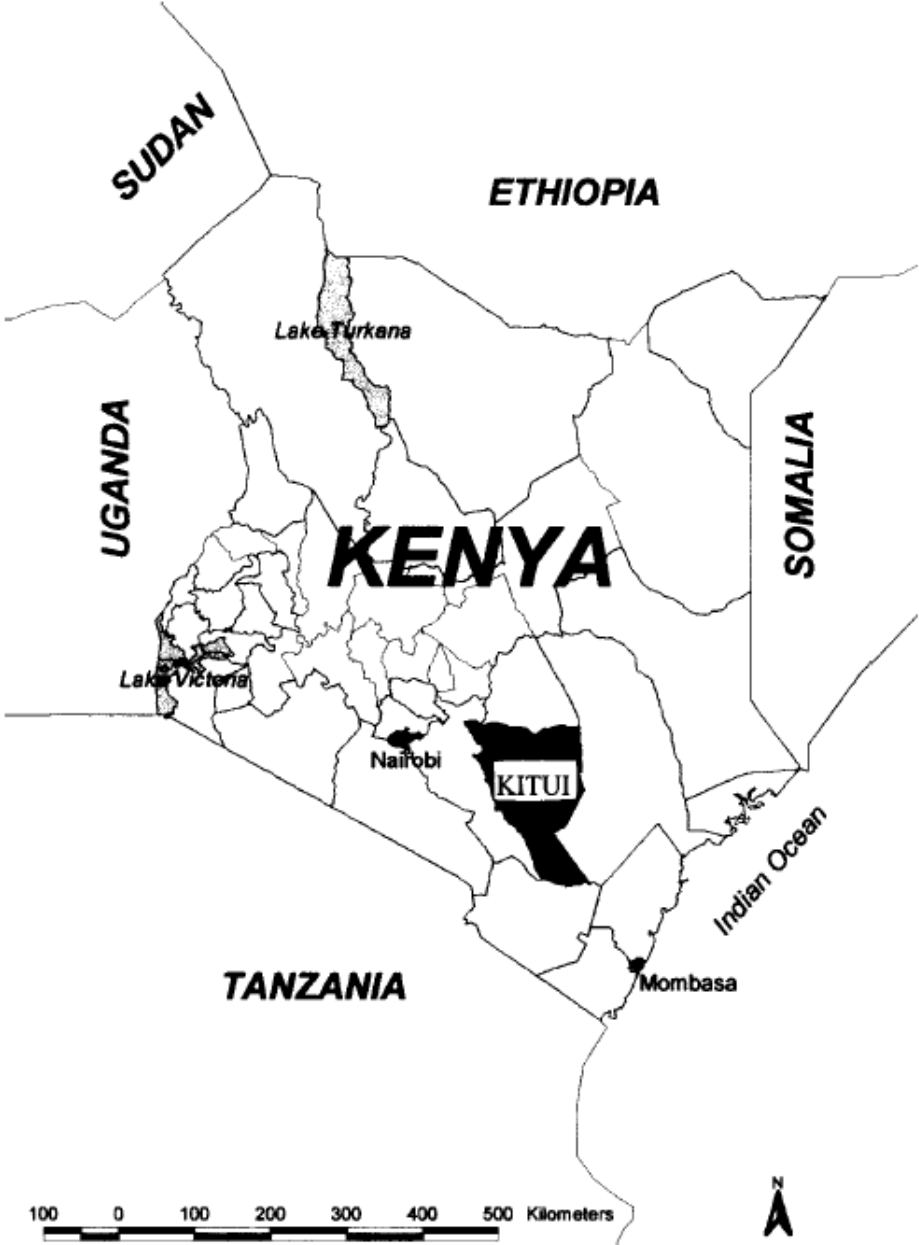 SUDAN
ETHIOPIA
Lake Turkana
UGANDA
SOMALIA
KENYA
Lake Victoria
Nairobi
KITUI
Indian Ocean
TANZANIA
Mombasa
N
100 0 100 200 300 400 500 Kilometers